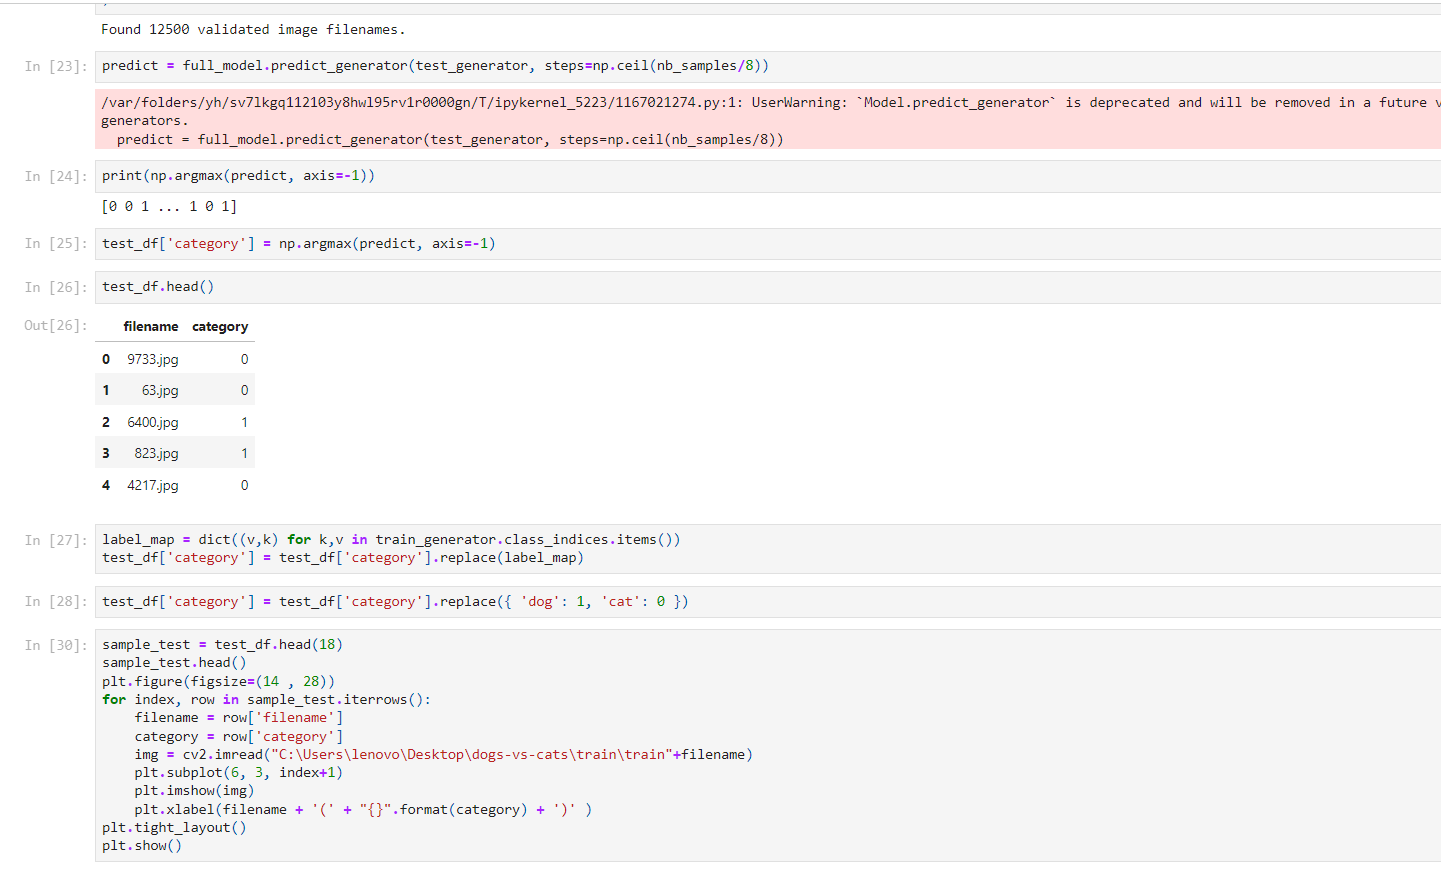 Found 12500 validated image filenames.
In [23]: predict = full_model.predict_generator(test_generator, steps=np.ceil(nb_samples/8))
/var/folders/yh/sv7lkgq112103y8hwl95rv1r0000gn/T/ipykernel_5223/1167021274.py:1: UserWarning: `Model.predict_generator` is deprecated and will be removed in a future
generators.
  predict = full_model.predict_generator(test_generator, steps=np.ceil(nb_samples/8))
In [24]: print(np.argmax(predict, axis=-1))
[0 0 1 ... 1 0 1]
In [25]: test_df['category'] = np.argmax(predict, axis=-1)
In [26]: test_df.head()
Out[26]: filename category
0 9733.jpg 0
1 63.jpg 0
2 6400.jpg 1
3 823.jpg 1
4 4217.jpg 0
In [27]: label_map = dict((v,k) for k,v in train_generator.class_indices.items())
test_df['category'] = test_df['category'].replace(label_map)
In [28]: test_df['category'] = test_df['category'].replace({ 'dog': 1, 'cat': 0 })
In [30]: sample_test = test_df.head(18)
sample_test.head()
plt.figure(figsize=(14 , 28))
for index, row in sample_test.iterrows():
    filename = row['filename']
    category = row['category']
    img = cv2.imread("C:\Users\lenovo\Desktop\dogs-vs-cats\train\train"+filename)
    plt.subplot(6, 3, index+1)
    plt.imshow(img)
    plt.xlabel(filename + '(' + "{}".format(category) + ')' )
plt.tight_layout()
plt.show()